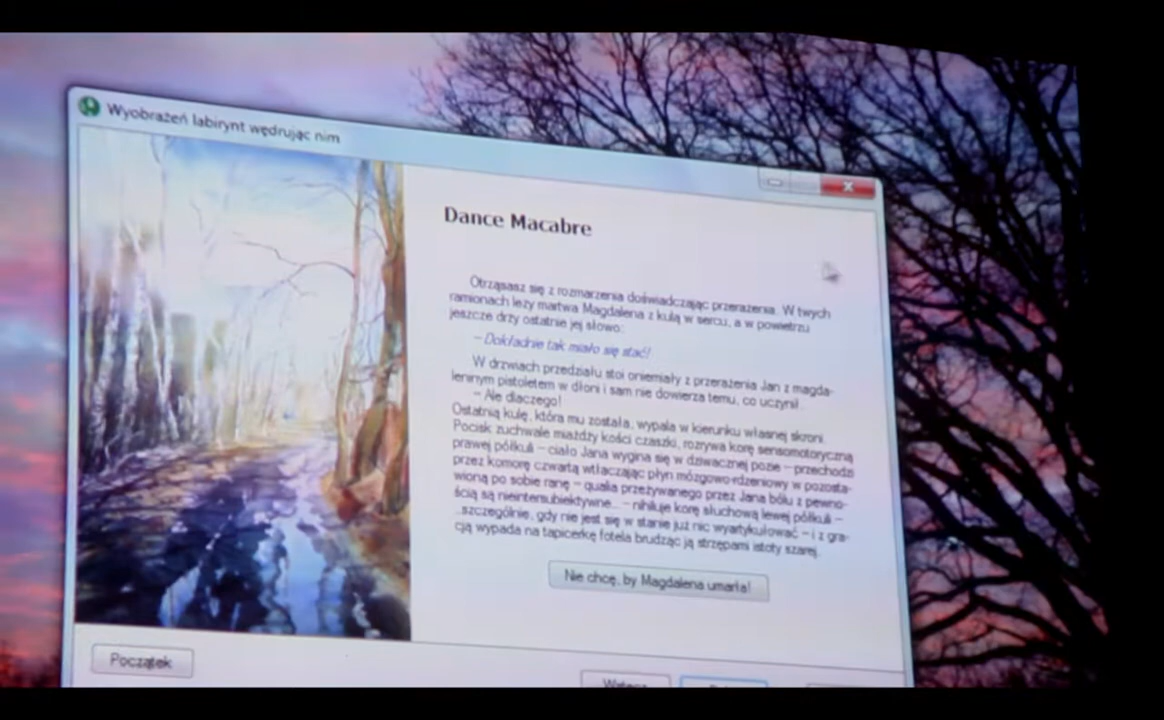 Wyobrażeń labirynt wędrując nim
Dance Macabre
Otrząsasz się z rozmarzenia doświadczając przerażenia. W twych
ramionach leży martwa Magdalena z kulą w sercu, a w powietrzu
jeszcze drży ostatnie jej słowo:
– Dokładnie tak miało się stać!
W drzwiach przedziału stoi oniemiały z przerażenia Jan z magda-
leninym pistoletem w dłoni i sam nie dowierza temu, co uczynił.
– Ale dlaczego!
Ostatnią kulę, która mu została, wypala w kierunku własnej skroni.
Pocisk zuchwale miażdży kości czaszki, rozrywa korę sensomotoryczną
prawej półkuli – ciało Jana wygina się w dziwacznej pozie – przechodzi
przez komorę czwartą wtłaczając płyn mózgowo-rdzeniowy w pozosta-
wioną po sobie ranę – qualia przeżywanego przez Jana bólu z pewno-
ścią są nieintersubiektywne... – nihiluje korę słuchową lewej półkuli –
...szczególnie, gdy nie jest się w stanie już nic wyartykułować – i z gra-
cją wypada na tapicerkę fotela brudząc ją strzępami istoty szarej.
Nie chcę, by Magdalena umarła!
Początek